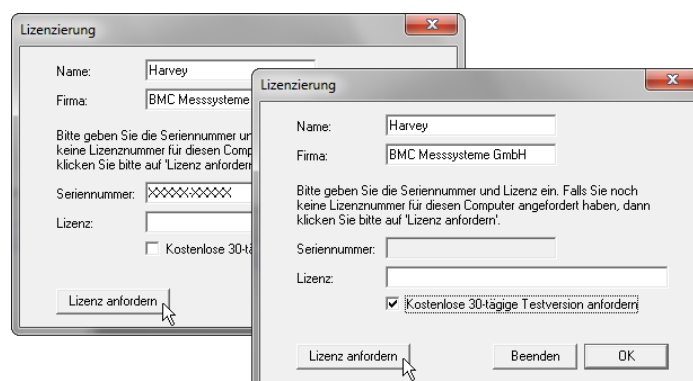 Lizenzierung
Name: Harvey
Firma: BMC Messsysteme
Bitte geben Sie die Seriennummer un
keine Lizenznummer für diesen Comp
klicken Sie bitte auf 'Lizenz anfordern
Seriennummer: XXXXX-XXXXX
Lizenz:
Kostenlose 30-tä
Lizenz anfordern
Lizenzierung
Name: Harvey
Firma: BMC Messsysteme GmbH
Bitte geben Sie die Seriennummer und Lizenz ein. Falls Sie noch
keine Lizenznummer für diesen Computer angefordert haben, dann
klicken Sie bitte auf 'Lizenz anfordern'.
Seriennummer:
Lizenz:
Kostenlose 30-tägige Testversion anfordern
Lizenz anfordern Beenden OK